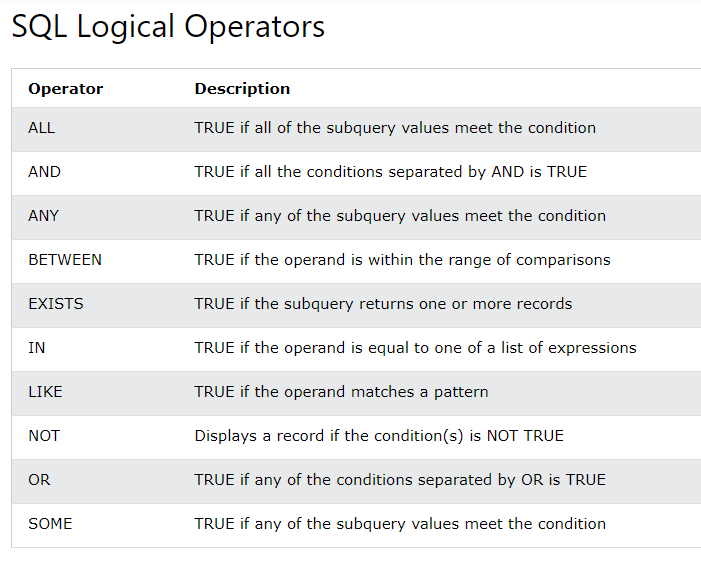 SQL Logical Operators
Operator Description
ALL TRUE if all of the subquery values meet the condition
AND TRUE if all the conditions separated by AND is TRUE
ANY TRUE if any of the subquery values meet the condition
BETWEEN TRUE if the operand is within the range of comparisons
EXISTS TRUE if the subquery returns one or more records
IN TRUE if the operand is equal to one of a list of expressions
LIKE TRUE if the operand matches a pattern
NOT Displays a record if the condition(s) is NOT TRUE
OR TRUE if any of the conditions separated by OR is TRUE
SOME TRUE if any of the subquery values meet the condition